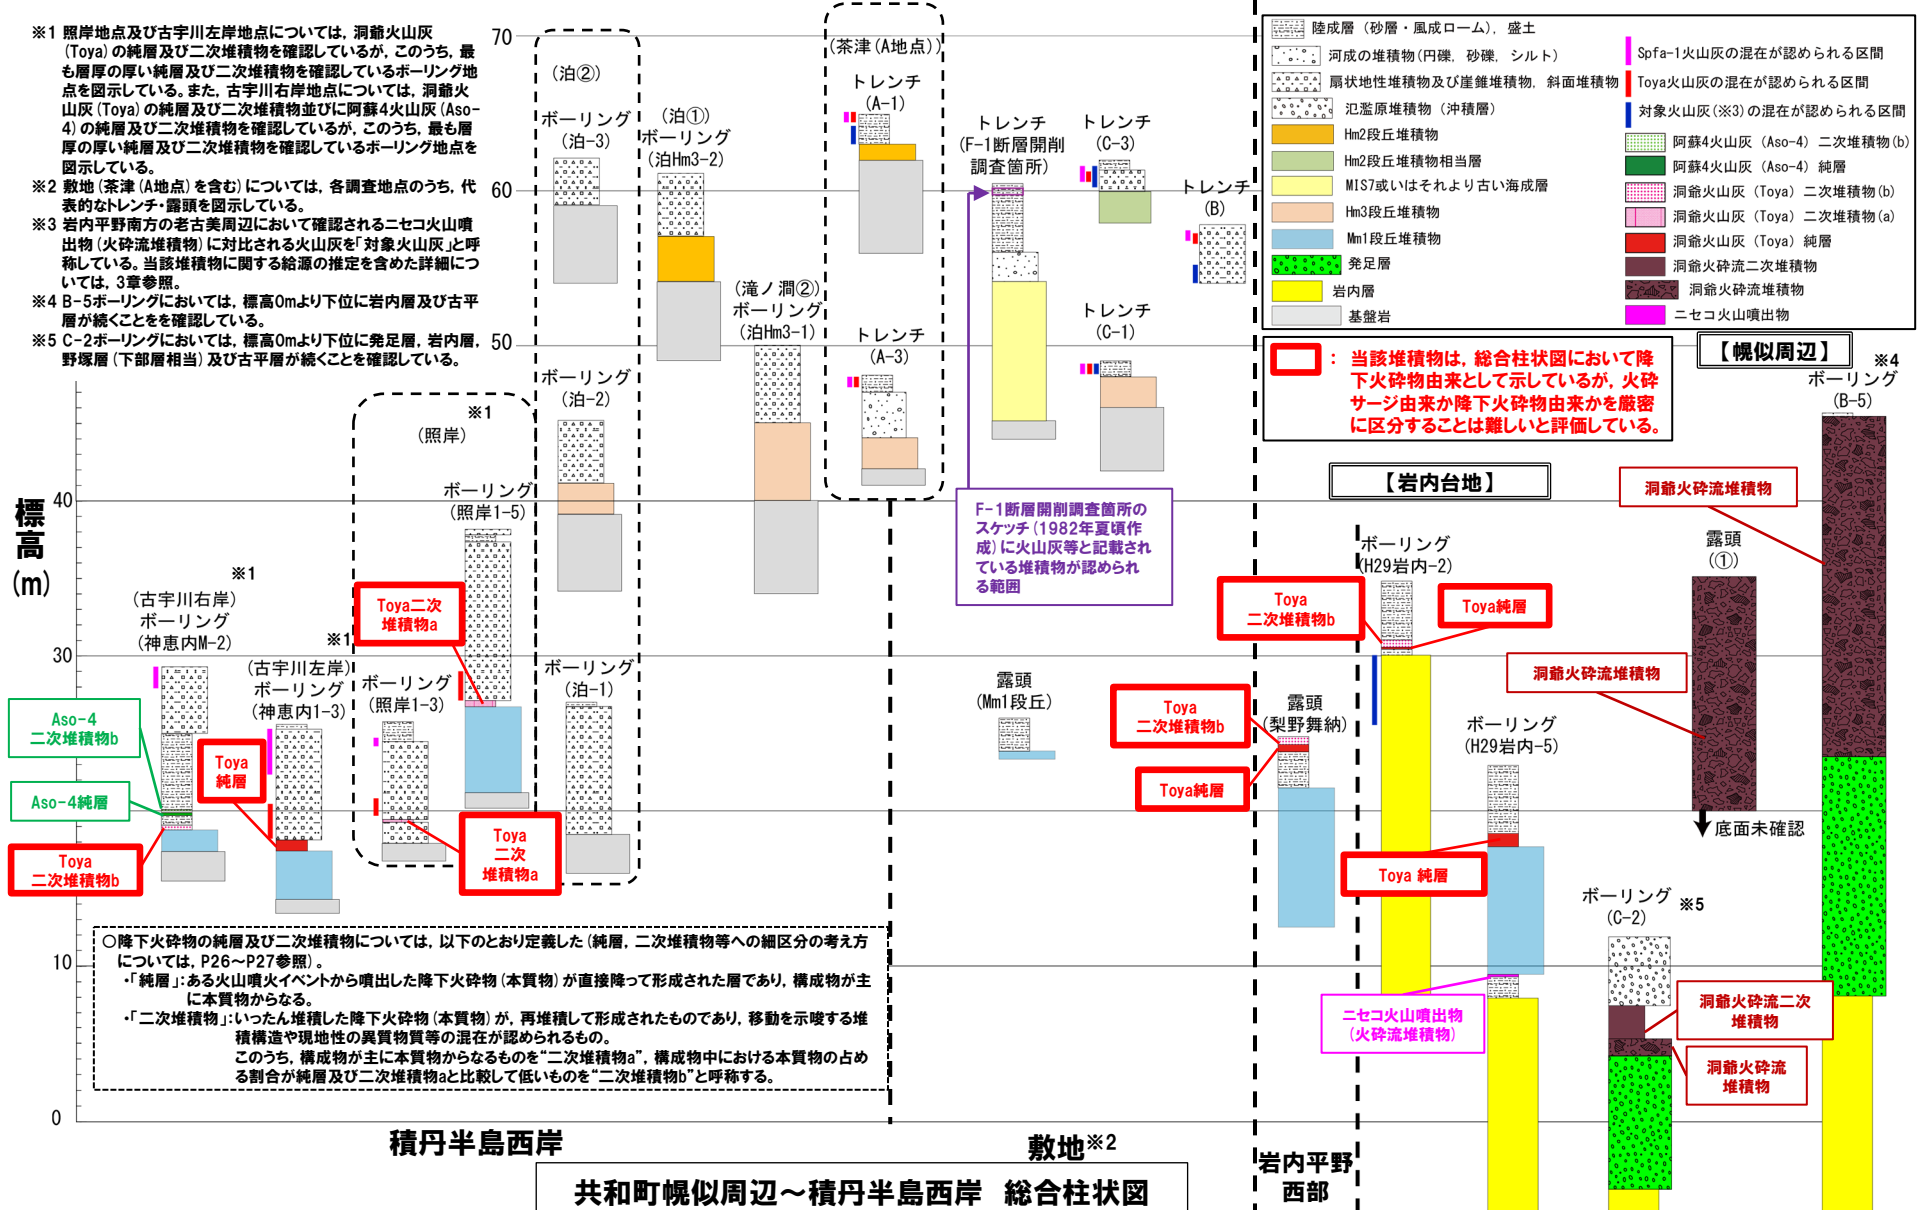 ※1 照岸地点及び古宇川左岸地点については，洞爺火山灰
(Toya)の純層及び二次堆積物を確認しているが，このうち，最
も層厚の厚い純層及び二次堆積物を確認しているボーリング地
点を図示している。また，古宇川右岸地点については，洞爺火
山灰(Toya)の純層及び二次堆積物並びに阿蘇4火山灰(Aso-
4)の純層及び二次堆積物を確認しているが，このうち，最も層
厚の厚い純層及び二次堆積物を確認しているボーリング地点を
図示している。
※2 敷地(茶津(A地点)を含む)については，各調査地点のうち，代
表的なトレンチ・露頭を図示している。
※3 岩内平野南方の老古美周辺において確認されるニセコ火山噴
出物(火砕流堆積物)に対比される火山灰を「対象火山灰」と呼
称している。当該堆積物に関する給源の推定を含めた詳細につ
いては，3章参照。
※4 B-5ボーリングにおいては，標高0mより下位に岩内層及び古平
層が続くことをを確認している。
※5 C-2ボーリングにおいては，標高0mより下位に発足層，岩内層，
野塚層(下部層相当)及び古平層が続くことを確認している。
陸成層（砂層・風成ローム），盛土
河成の堆積物(円礫，砂礫，シルト)
扇状地性堆積物及び崖錐堆積物，斜面堆積物
氾濫原堆積物（沖積層）
Hm2段丘堆積物
Hm2段丘堆積物相当層
MIS7或いはそれより古い海成層
Hm3段丘堆積物
Mm1段丘堆積物
発足層
岩内層
基盤岩
Spfa-1火山灰の混在が認められる区間
Toya火山灰の混在が認められる区間
対象火山灰(※3)の混在が認められる区間
阿蘇4火山灰（Aso-4）二次堆積物(b)
阿蘇4火山灰（Aso-4）純層
洞爺火山灰（Toya）二次堆積物(b)
洞爺火山灰（Toya）二次堆積物(a)
洞爺火山灰（Toya）純層
洞爺火砕流二次堆積物
洞爺火砕流堆積物
ニセコ火山噴出物
：当該堆積物は，総合柱状図において降
下火砕物由来として示しているが，火砕
サージ由来か降下火砕物由来かを厳密
に区分することは難しいと評価している。
標高
(m)
70
60
50
40
30
10
0
(泊②)
ボーリング
(泊-3)
(泊①)
ボーリング
(泊Hm3-2)
(滝ノ澗②)
ボーリング
(泊Hm3-1)
(茶津(A地点))
トレンチ
(A-1)
トレンチ
(A-3)
トレンチ
(F-1断層開削
調査箇所)
トレンチ
(C-3)
トレンチ
(B)
トレンチ
(C-1)
ボーリング
(泊-2)
※1
(照岸)
ボーリング
(照岸1-5)
Toya二次
堆積物a
F-1断層開削調査箇所の
スケッチ(1982年夏頃作
成)に火山灰等と記載され
ている堆積物が認められ
る範囲
【岩内台地】
【幌似周辺】
※4
ボーリング
(B-5)
洞爺火砕流堆積物
露頭
(①)
洞爺火砕流堆積物
底面未確認
ボーリング
(H29岩内-2)
Toya
二次堆積物b
Toya純層
※1
(古宇川右岸)
ボーリング
(神恵内M-2)
※1
(古宇川左岸)
ボーリング
(神恵内1-3)
ボーリング
(照岸1-3)
ボーリング
(泊-1)
Aso-4
二次堆積物b
Aso-4純層
Toya
二次堆積物b
Toya
純層
Toya
二次
堆積物a
露頭
(Mm1段丘)
Toya
二次堆積物b
Toya純層
露頭
(梨野舞納)
ボーリング
(H29岩内-5)
Toya 純層
ニセコ火山噴出物
(火砕流堆積物)
ボーリング
(C-2)
※5
洞爺火砕流二次
堆積物
洞爺火砕流
堆積物
○降下火砕物の純層及び二次堆積物については，以下のとおり定義した(純層，二次堆積物等への細区分の考え方
については，P26～P27参照)。
・「純層」：ある火山噴火イベントから噴出した降下火砕物(本質物)が直接降って形成された層であり，構成物が主
に本質物からなる。
・「二次堆積物」：いったん堆積した降下火砕物(本質物)が，再堆積して形成されたものであり，移動を示唆する堆
積構造や現地性の異質物質等の混在が認められるもの。
このうち，構成物が主に本質物からなるものを“二次堆積物a”，構成物中における本質物の占め
る割合が純層及び二次堆積物aと比較して低いものを“二次堆積物b”と呼称する。
積丹半島西岸
敷地※2
岩内平野
西部
共和町幌似周辺～積丹半島西岸 総合柱状図